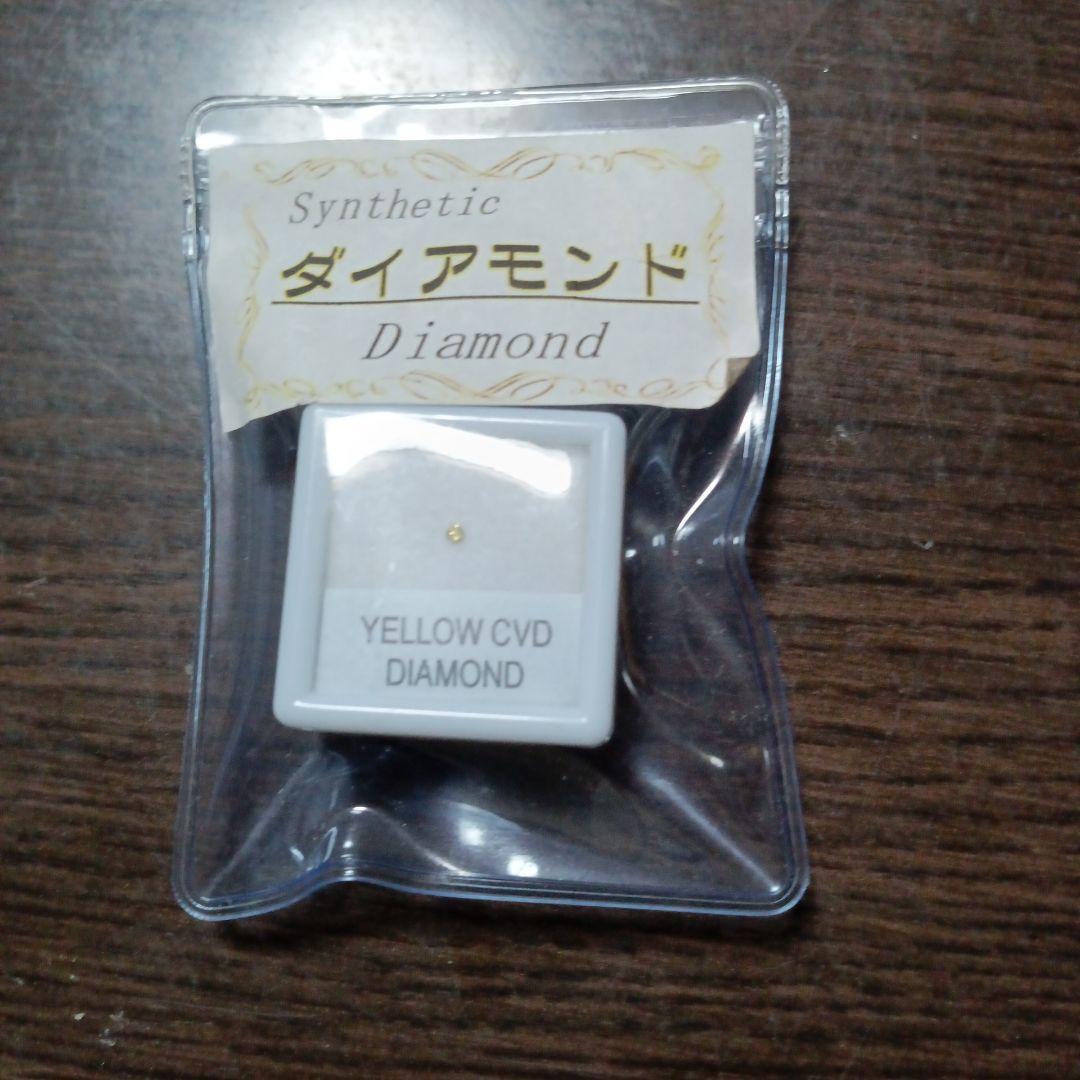 Synthetic
ダイアモンド
Diamond
YELLOW CVD
DIAMOND